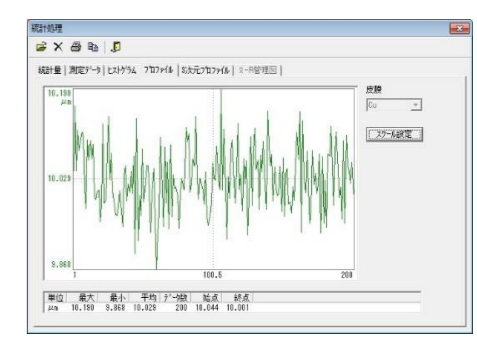 統計処理
統計量 測定データ ヒストグラム プロファイル 多次元プロファイル x-R管理図
10.190
μm
皮膜
Cu
スケール設定
10.029
9.868
1 100.5 200
単位 最大 最小 平均 データ数 始点 終点
μm 10.190 9.868 10.029 200 10.044 10.001